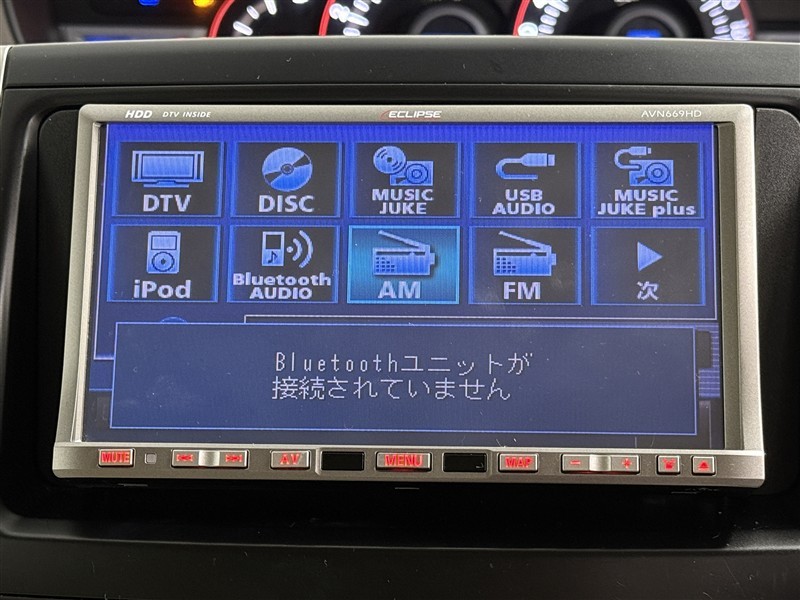 HDD DTV INSIDE ECLIPSE AVN669HD
DTV
DISC
MUSIC
JUKE
USB
AUDIO
MUSIC
JUKE plus
iPod
Bluetooth
AUDIO
AM
FM
次
Bluetoothユニットが
接続されていません
MUTE AV MENU MAP